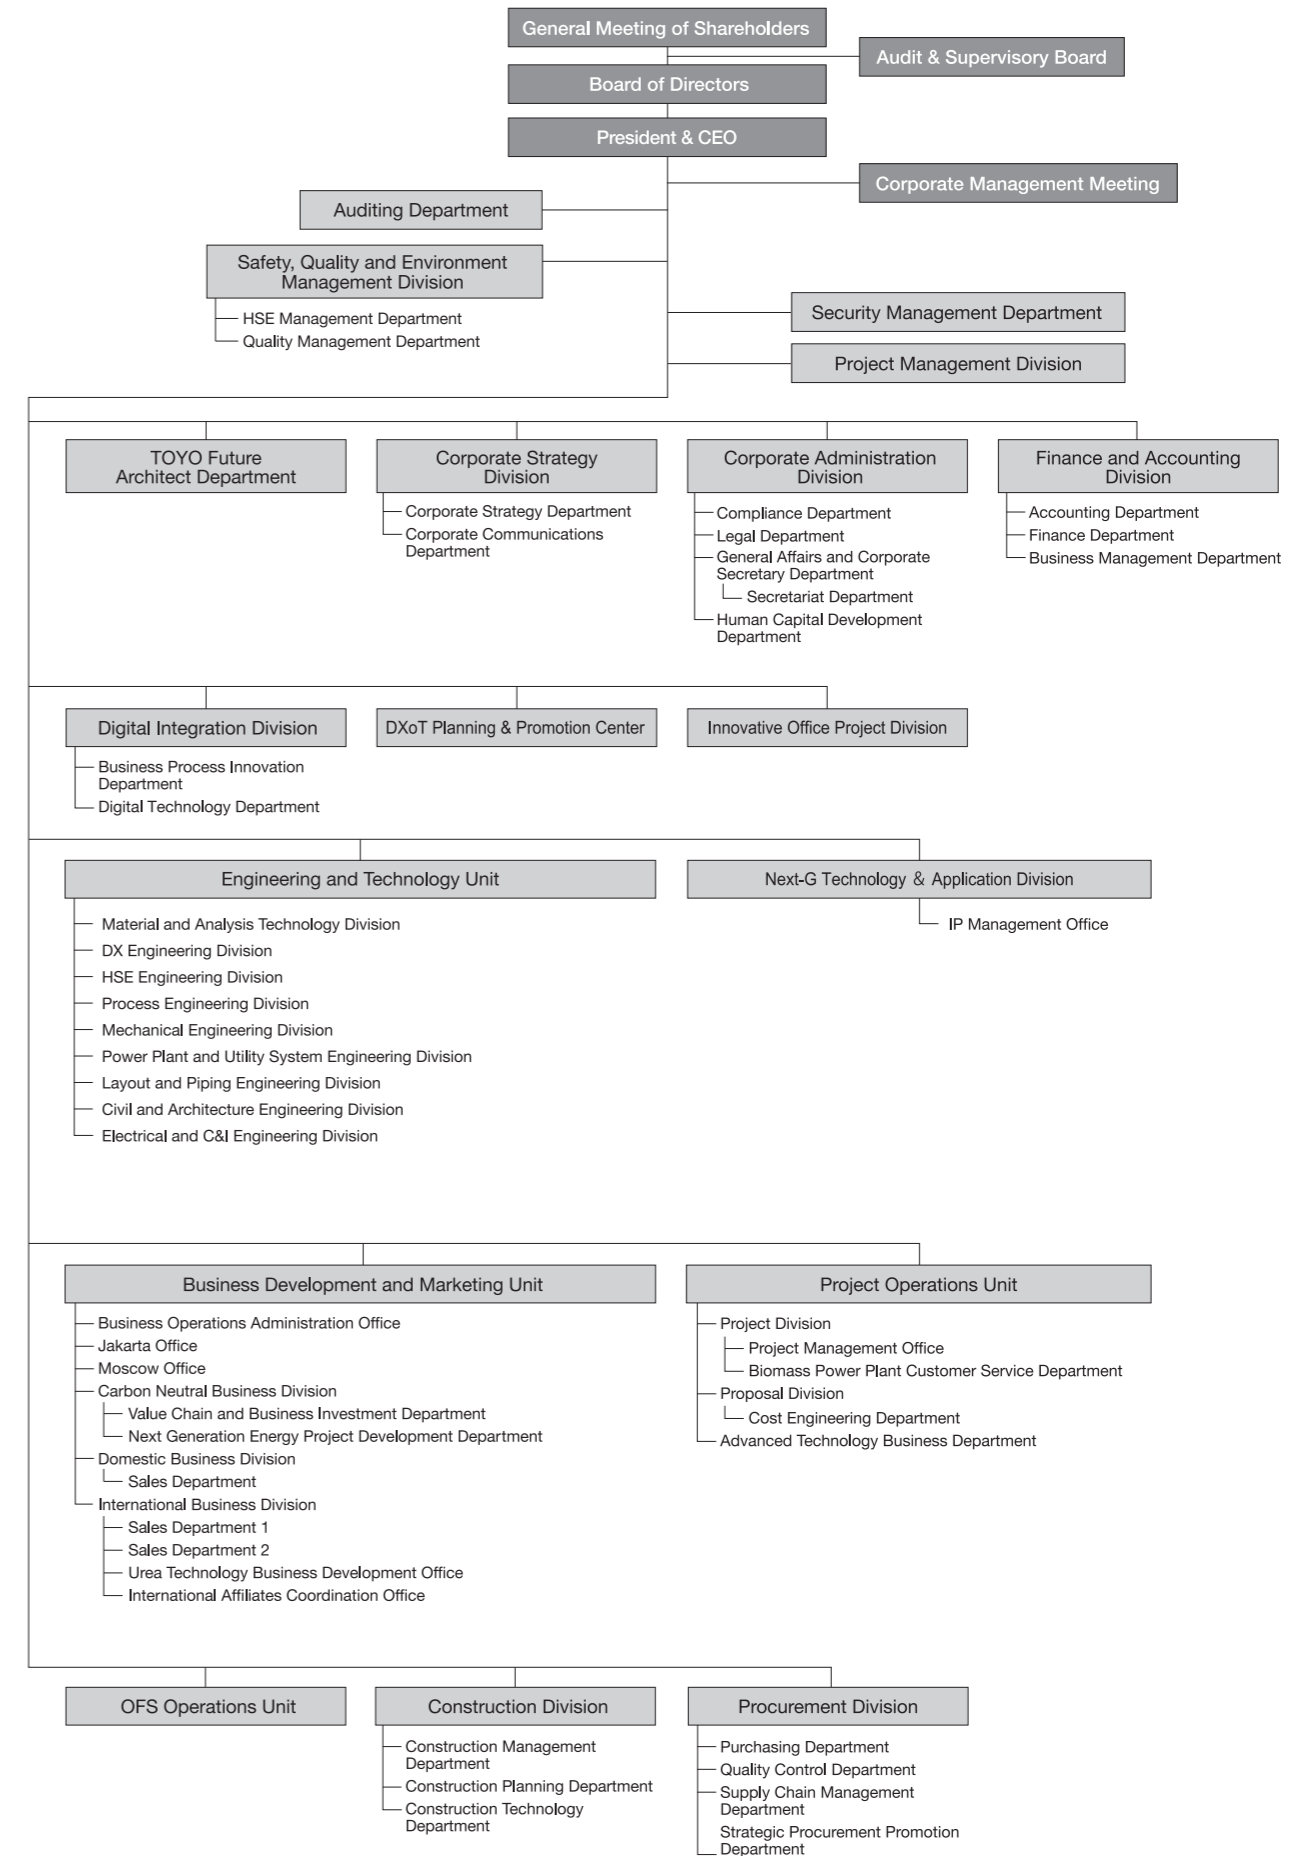 General Meeting of Shareholders
Audit & Supervisory Board
Board of Directors
President & CEO
Corporate Management Meeting
Auditing Department
Safety, Quality and Environment
Management Division
HSE Management Department
Quality Management Department
Security Management Department
Project Management Division
TOYO Future
Architect Department
Corporate Strategy
Division
Corporate Strategy Department
Corporate Communications
Department
Corporate Administration
Division
Compliance Department
Legal Department
General Affairs and Corporate
Secretary Department
Secretariat Department
Human Capital Development
Department
Finance and Accounting
Division
Accounting Department
Finance Department
Business Management Department
Digital Integration Division
Business Process Innovation
Department
Digital Technology Department
DXoT Planning & Promotion Center
Innovative Office Project Division
Engineering and Technology Unit
Material and Analysis Technology Division
DX Engineering Division
HSE Engineering Division
Process Engineering Division
Mechanical Engineering Division
Power Plant and Utility System Engineering Division
Layout and Piping Engineering Division
Civil and Architecture Engineering Division
Electrical and C&I Engineering Division
Next-G Technology & Application Division
IP Management Office
Business Development and Marketing Unit
Business Operations Administration Office
Jakarta Office
Moscow Office
Carbon Neutral Business Division
Value Chain and Business Investment Department
Next Generation Energy Project Development Department
Domestic Business Division
Sales Department
International Business Division
Sales Department 1
Sales Department 2
Urea Technology Business Development Office
International Affiliates Coordination Office
Project Operations Unit
Project Division
Project Management Office
Biomass Power Plant Customer Service Department
Proposal Division
Cost Engineering Department
Advanced Technology Business Department
OFS Operations Unit
Construction Division
Construction Management
Department
Construction Planning Department
Construction Technology
Department
Procurement Division
Purchasing Department
Quality Control Department
Supply Chain Management
Department
Strategic Procurement Promotion
Department